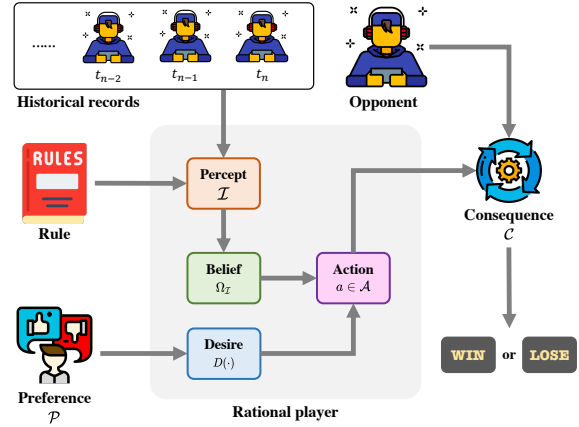 ......
t_{n-2}
t_{n-1}
t_n
Historical records
Opponent
RULES
Rule
Percept
ℐ
Belief
Ω_ℐ
Action
a ∈ 𝒜
Desire
D(·)
Consequence
𝒞
WIN or LOSE
Preference
𝒫
Rational player